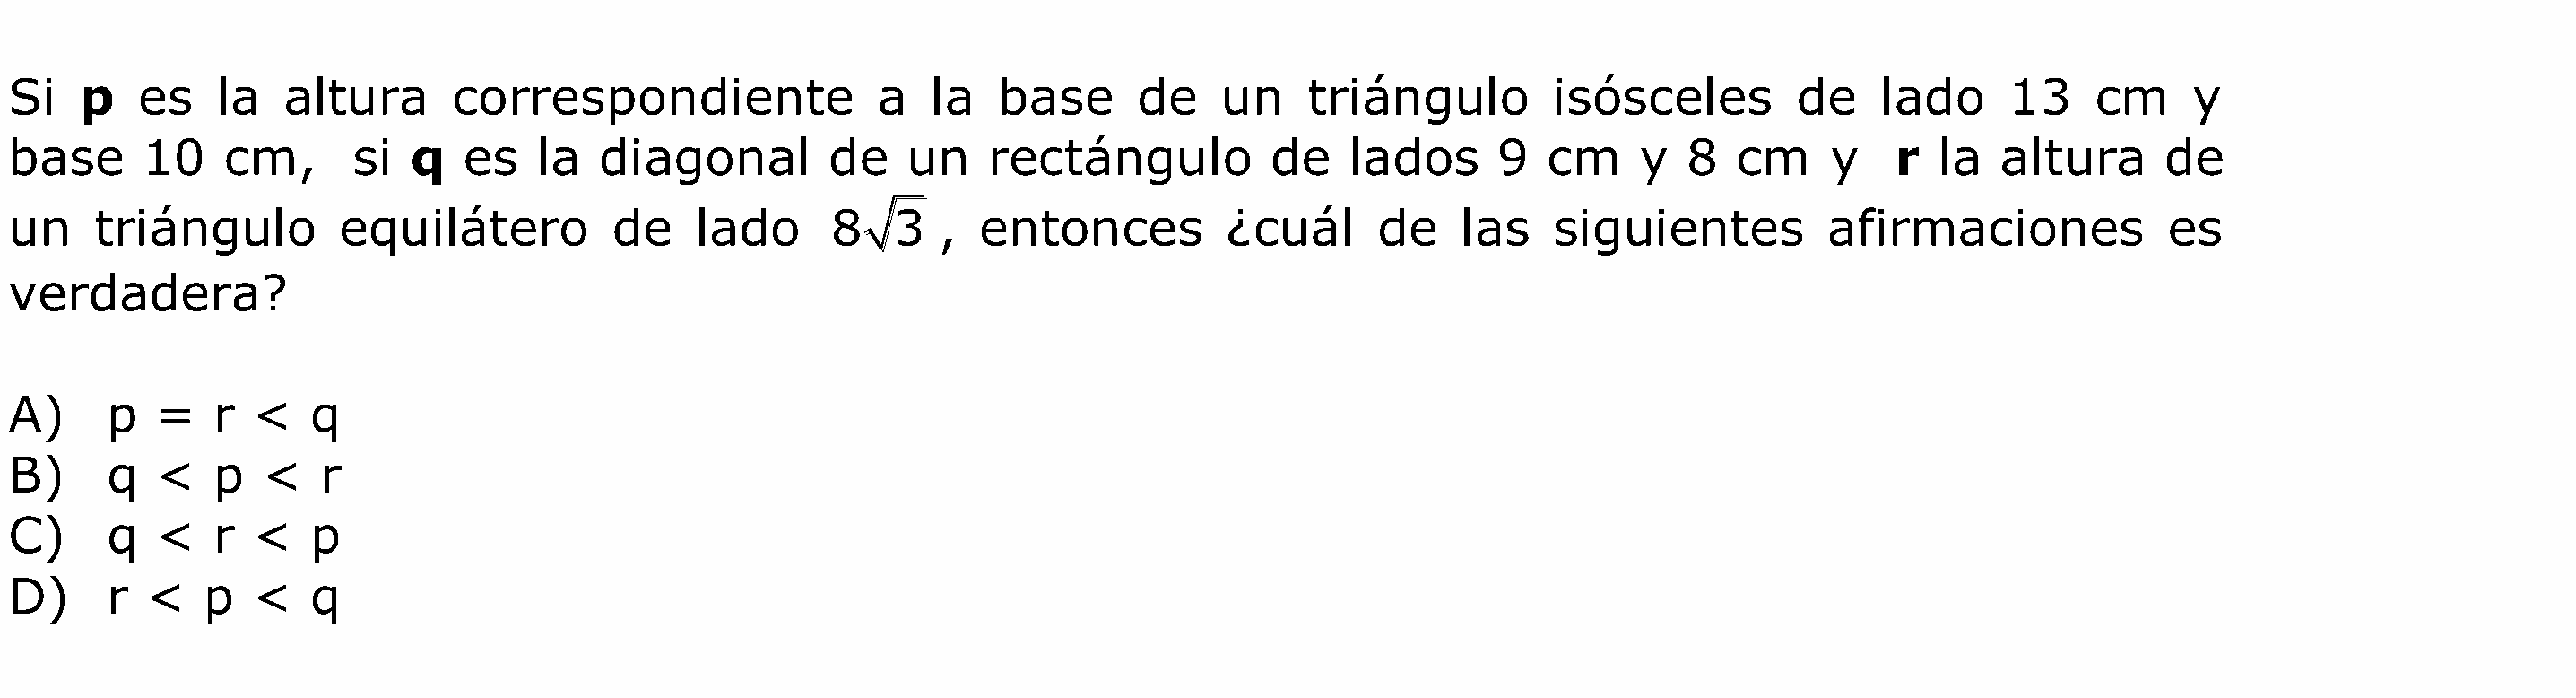 Si p es la altura correspondiente a la base de un triángulo isósceles de lado 13 cm y
base 10 cm, si q es la diagonal de un rectángulo de lados 9 cm y 8 cm y r la altura de
un triángulo equilátero de lado 8√3, entonces ¿cuál de las siguientes afirmaciones es
verdadera?
A) p = r < q
B) q < p < r
C) q < r < p
D) r < p < q